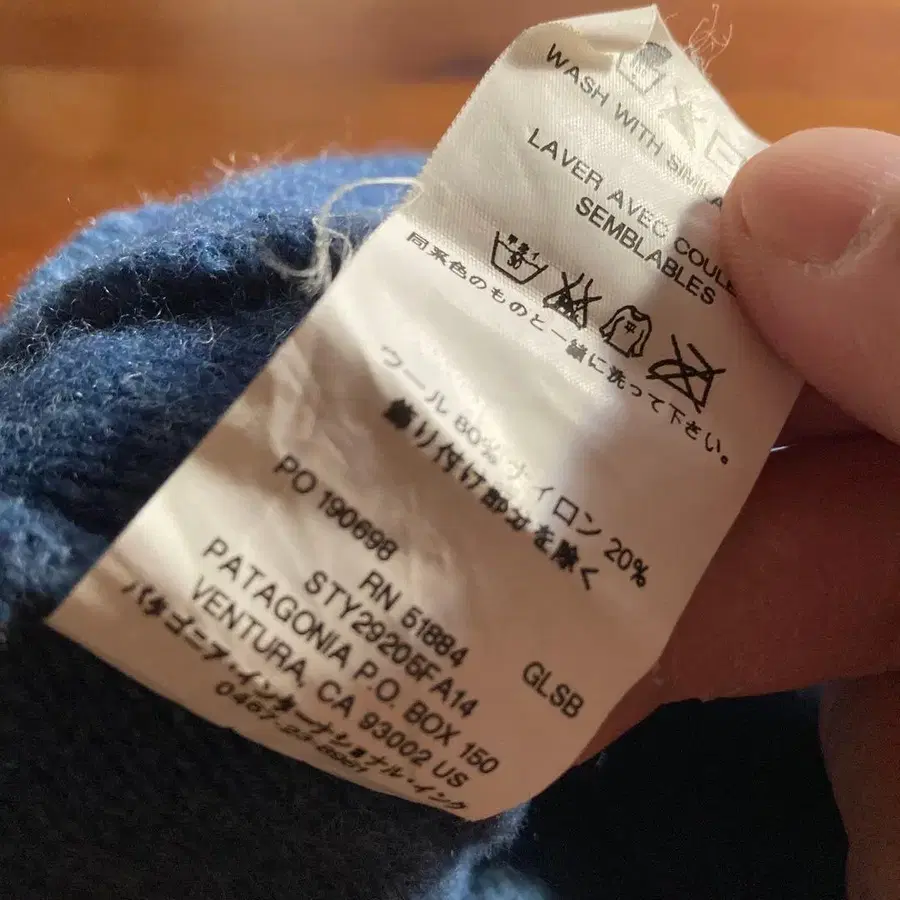 WASH WITH SIMILA
LAVER AVEC COULE
SEMBLABLES
同系色のものと一緒に洗って下さい。
ウール 80% ナイロン 20%
飾り付け部分を除く
PO 190698
RN 51884
STY29205FA14 GLSB
PATAGONIA P.O. BOX 150
VENTURA, CA 93002 US
パタゴニア・インターナショナル・インク